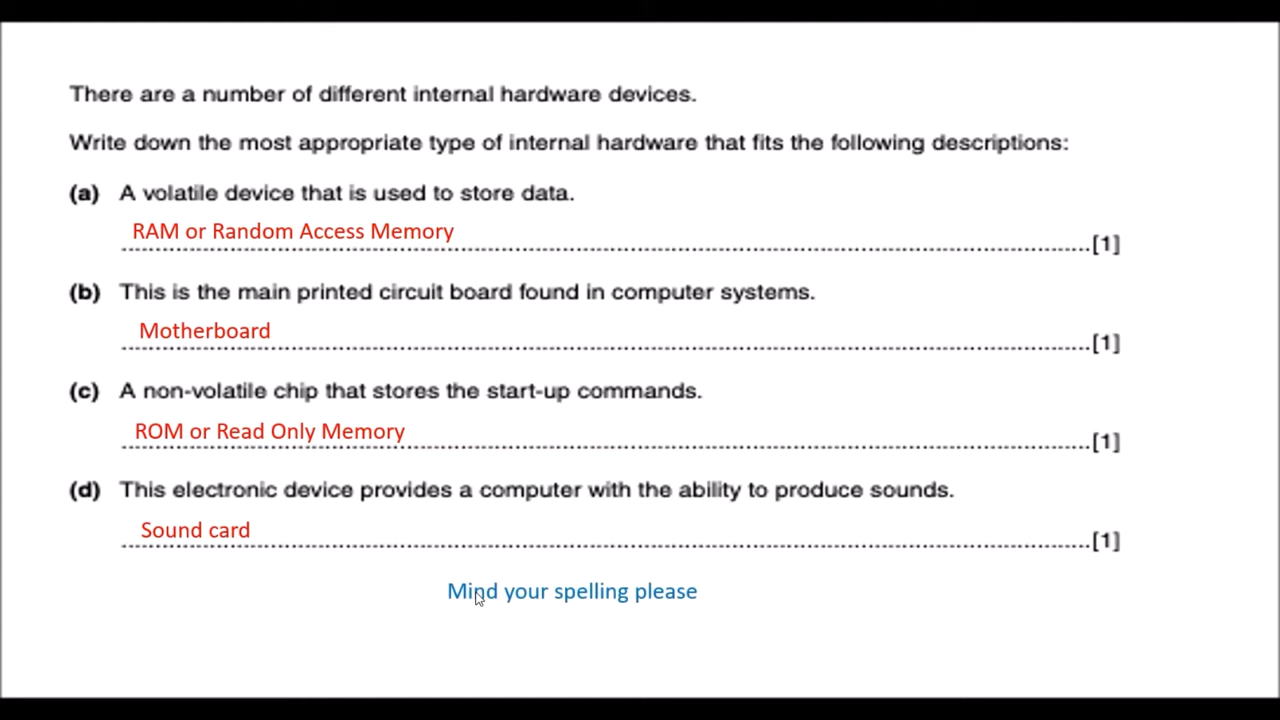 There are a number of different internal hardware devices.
Write down the most appropriate type of internal hardware that fits the following descriptions:
(a) A volatile device that is used to store data.
RAM or Random Access Memory
[1]
(b) This is the main printed circuit board found in computer systems.
Motherboard
[1]
(c) A non-volatile chip that stores the start-up commands.
ROM or Read Only Memory
[1]
(d) This electronic device provides a computer with the ability to produce sounds.
Sound card
[1]
Mind your spelling please